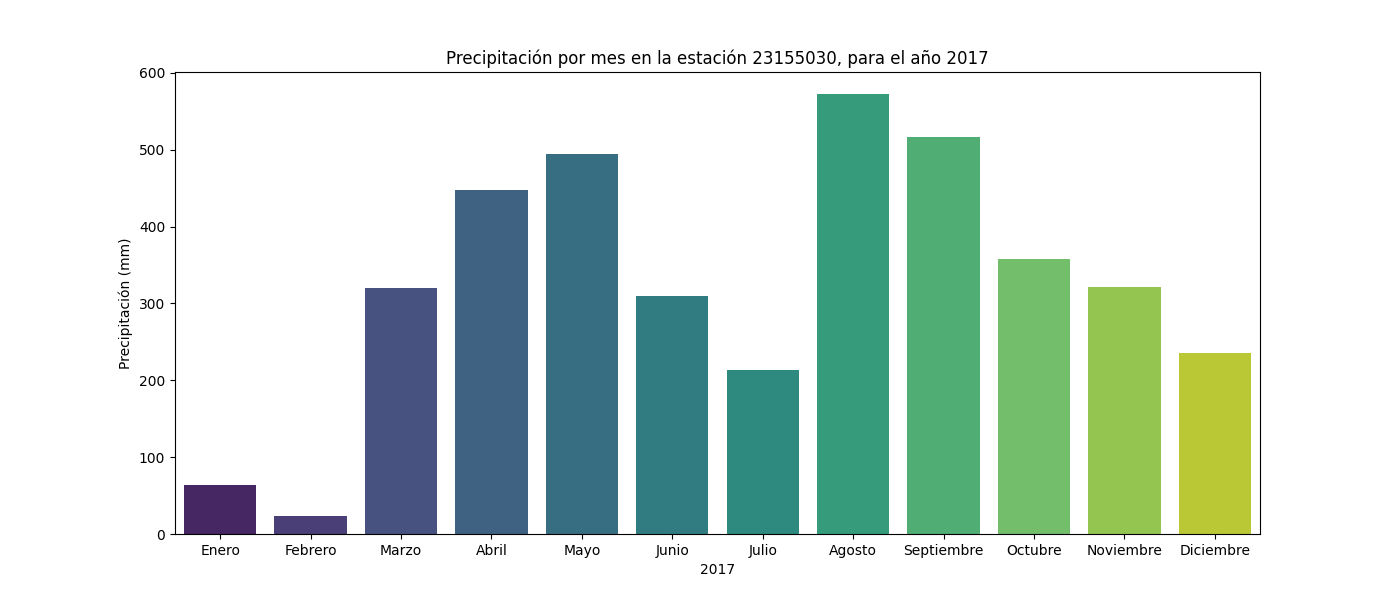 Precipitación por mes en la estación 23155030, para el año 2017
600
500
400
300
200
100
0
Precipitación (mm)
Enero Febrero Marzo Abril Mayo Junio Julio Agosto Septiembre Octubre Noviembre Diciembre
2017